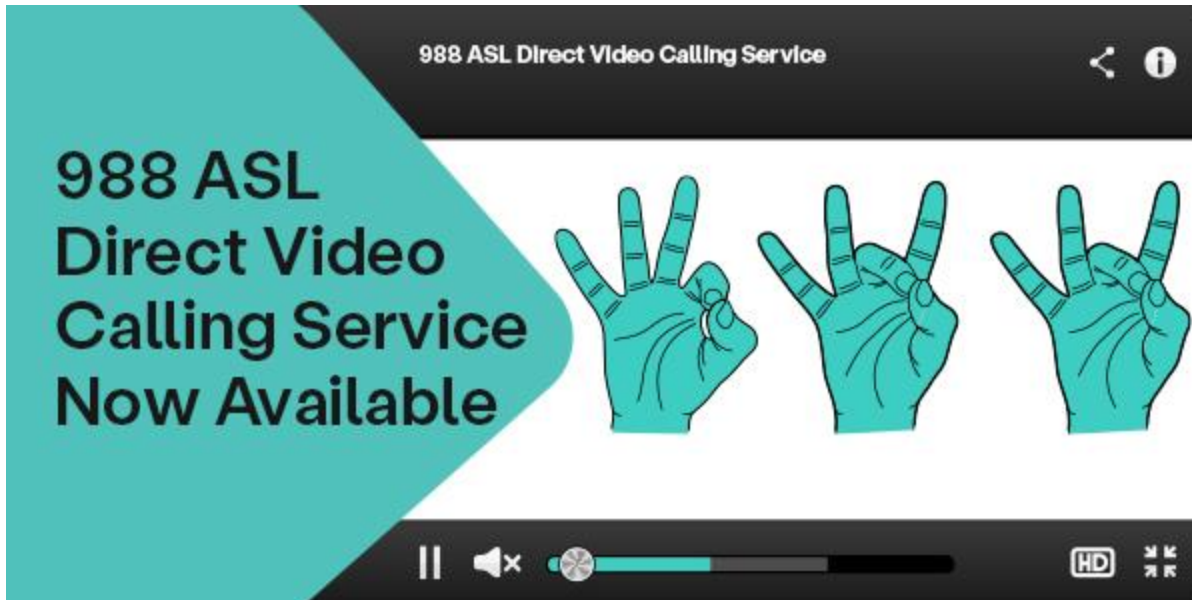 988 ASL Direct Video Calling Service
988 ASL
Direct Video
Calling Service
Now Available
HD